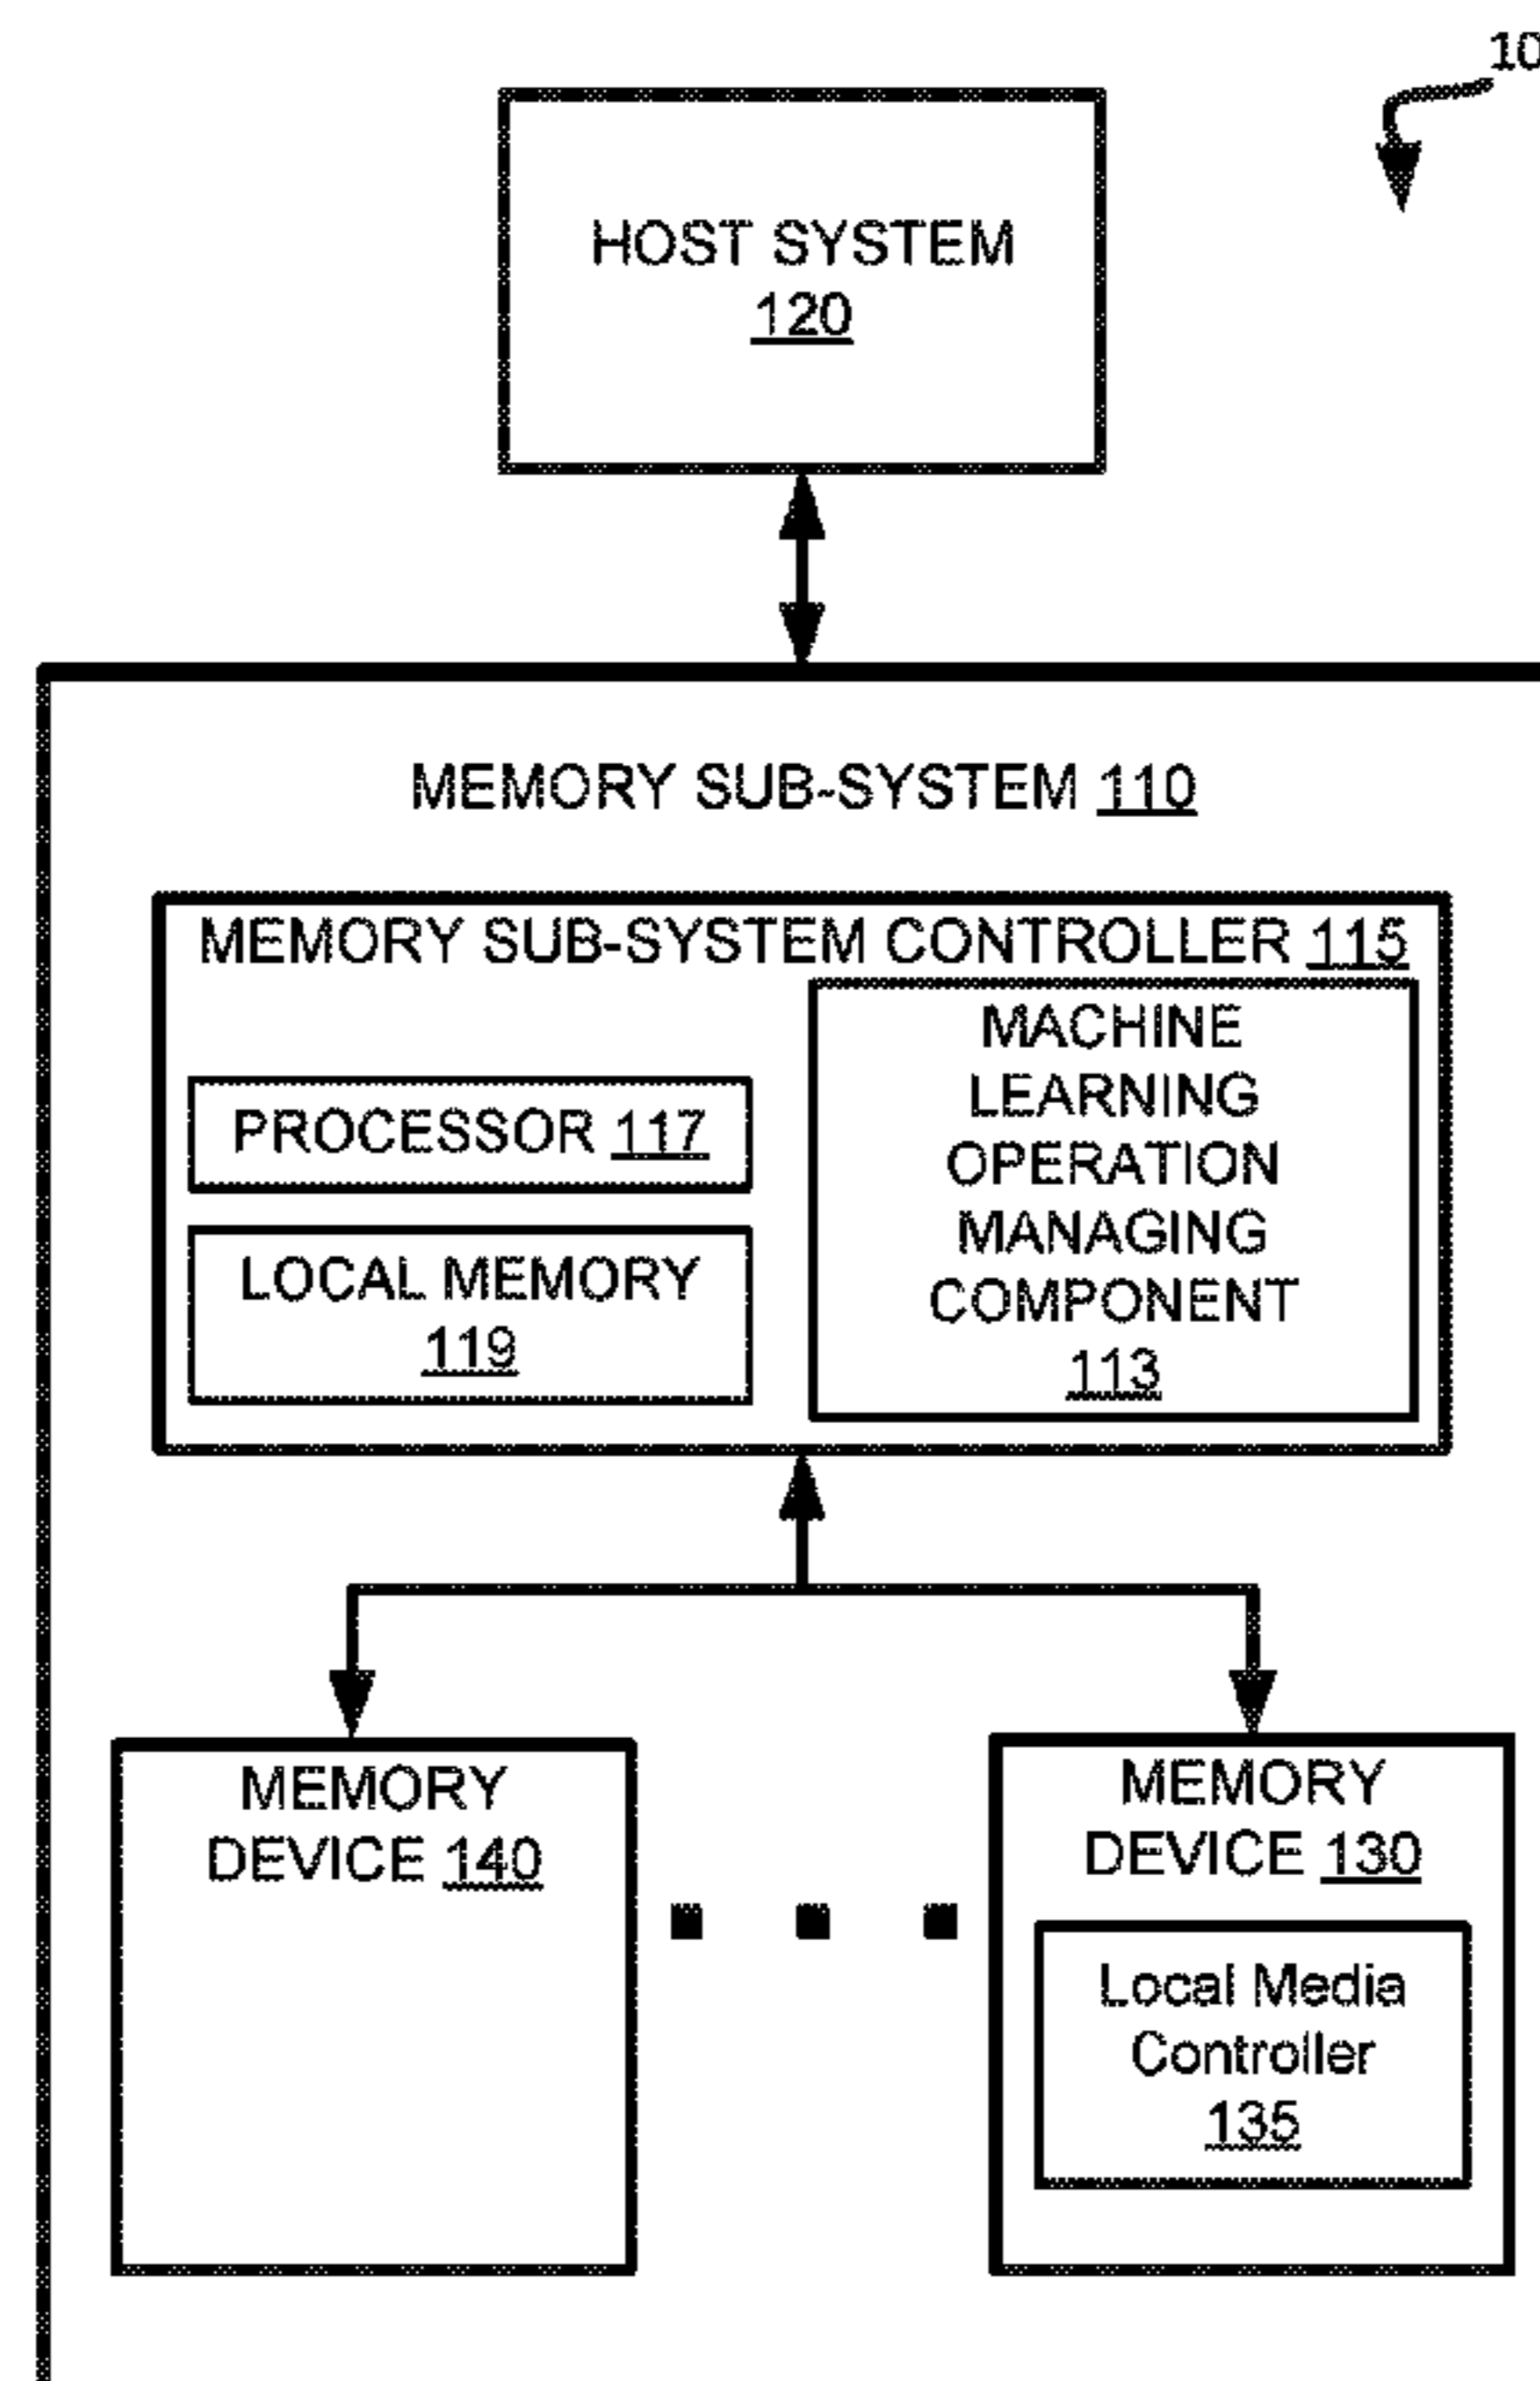 10
HOST SYSTEM
120
MEMORY SUB-SYSTEM 110
MEMORY SUB-SYSTEM CONTROLLER 115
PROCESSOR 117
LOCAL MEMORY
119
MACHINE
LEARNING
OPERATION
MANAGING
COMPONENT
113
MEMORY
DEVICE 140
MEMORY
DEVICE 130
Local Media
Controller
135